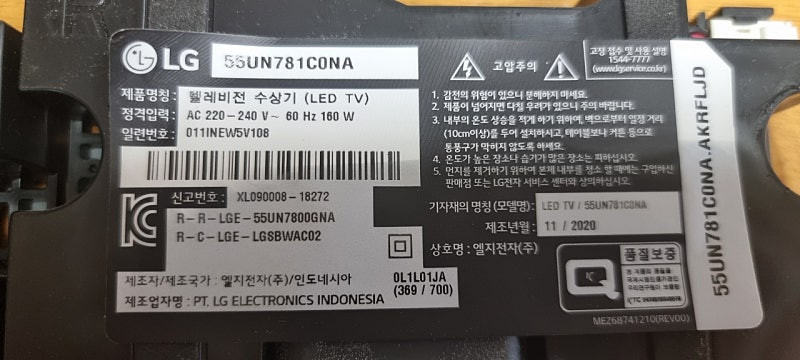 LG 55UN781C0NA
제품명칭 : 텔레비전 수상기 (LED TV)
정격입력 : AC 220-240 V~ 60 Hz 160 W
일련번호 : 011INEW5V108
신고번호 : XL090008-18272
R-R-LGE-55UN7800GNA
R-C-LGE-LGSBWAC02
제조자/제조국가 : 엘지전자(주)/인도네시아
제조업자명 : PT. LG ELECTRONICS INDONESIA
0L1L01JA
(369 / 700)
고압주의
고장 접수 및 사용 설명
1544-7777
(www.lgservice.co.kr)
1. 감전의 위험이 있으니 분해하지 마세요.
2. 제품이 넘어지면 다칠 우려가 있으니 주의 바랍니다.
3. 내부의 온도 상승을 적게 하기 위하여, 벽으로부터 일정 거리
(10cm이상)를 두어 설치하시고, 테이블보나 커튼 등으로
통풍구가 막히지 않도록 하세요.
4. 온도가 높은 장소나 습기가 많은 장소는 피하십시오.
5. 먼지를 제거하기 위하여 본체 내부를 청소 할 때에는 구입하신
판매점 또는 LG전자 서비스 센터와 상의하십시오.
기자재의 명칭(모델명): LED TV / 55UN781C0NA
제조년월 : 11 / 2020
상호명 : 엘지전자(주)
품질보증
MEZ68741210(REV00)
55UN781C0NA.AKRFLJD